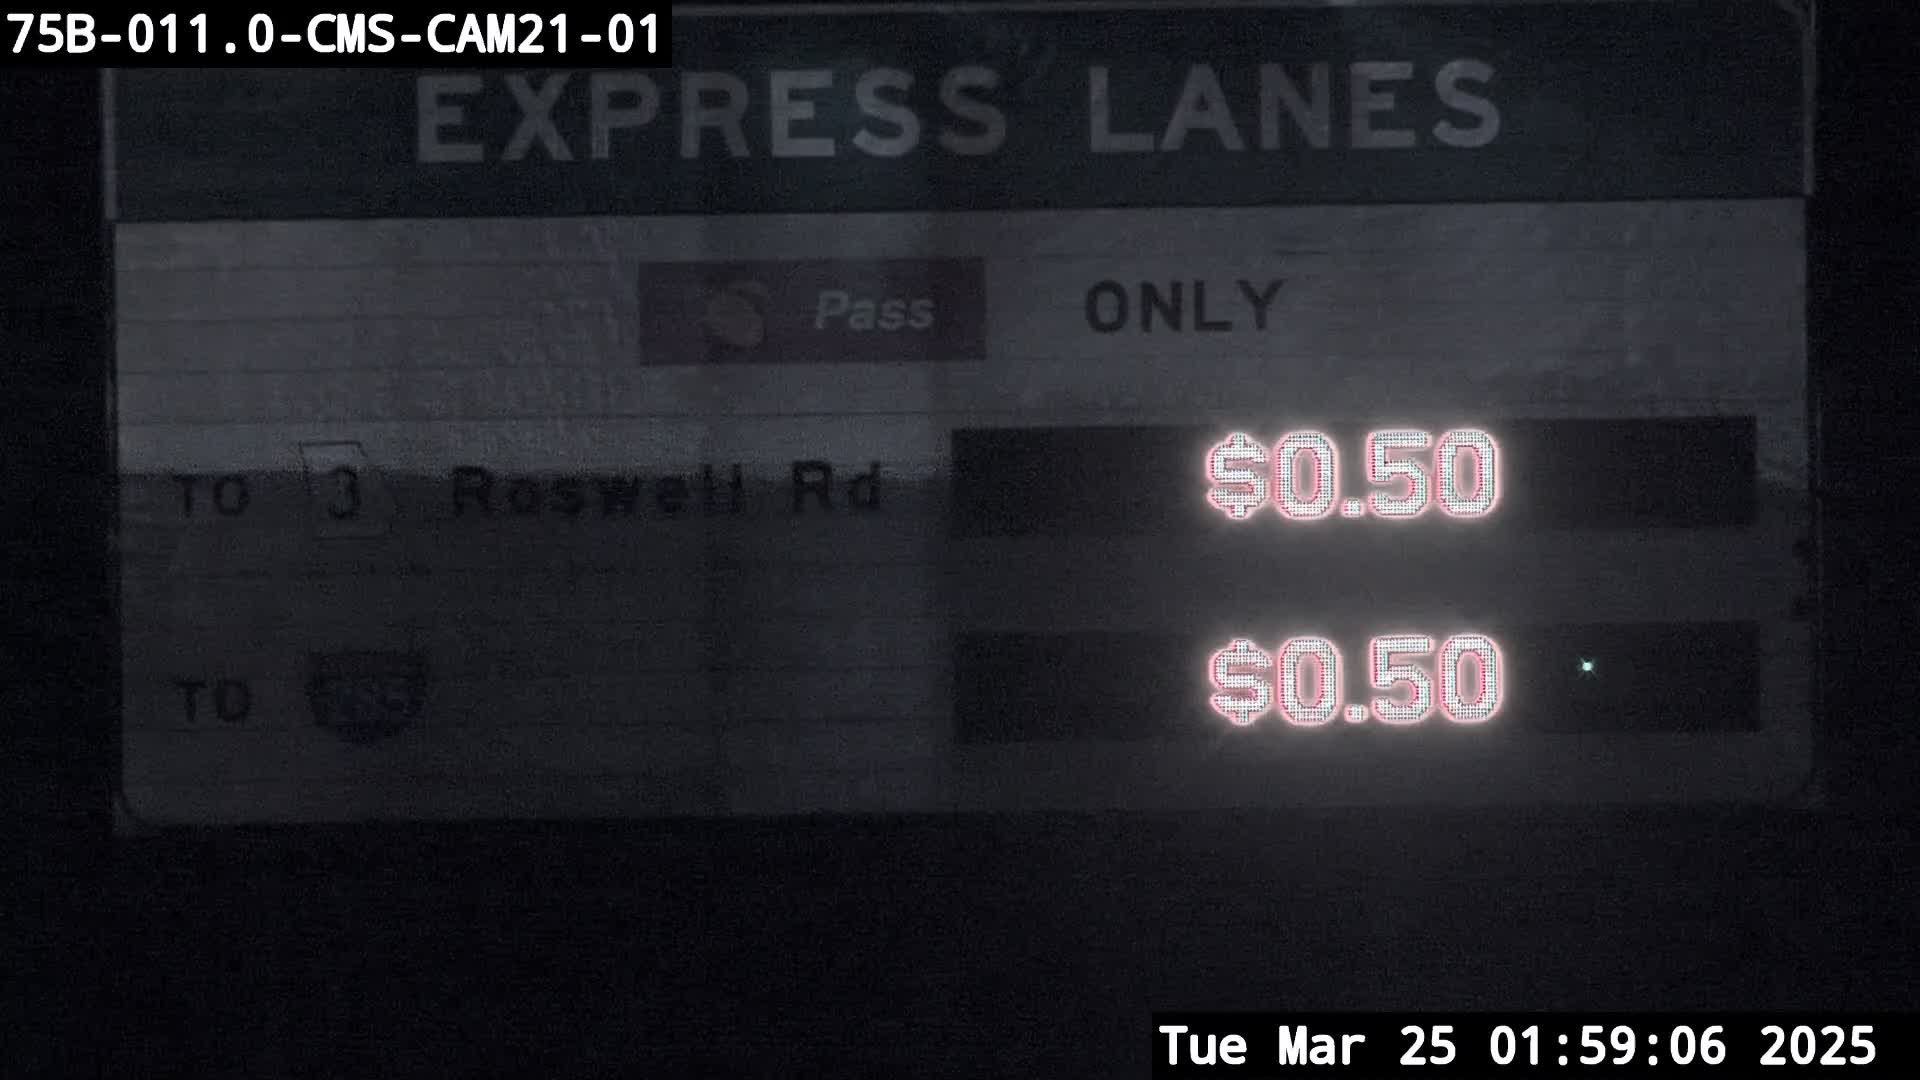 75B-011.0-CMS-CAM21-01
EXPRESS LANES
Pass ONLY
TO 3 Roswell Rd $0.50
TO 285 $0.50
Tue Mar 25 01:59:06 2025